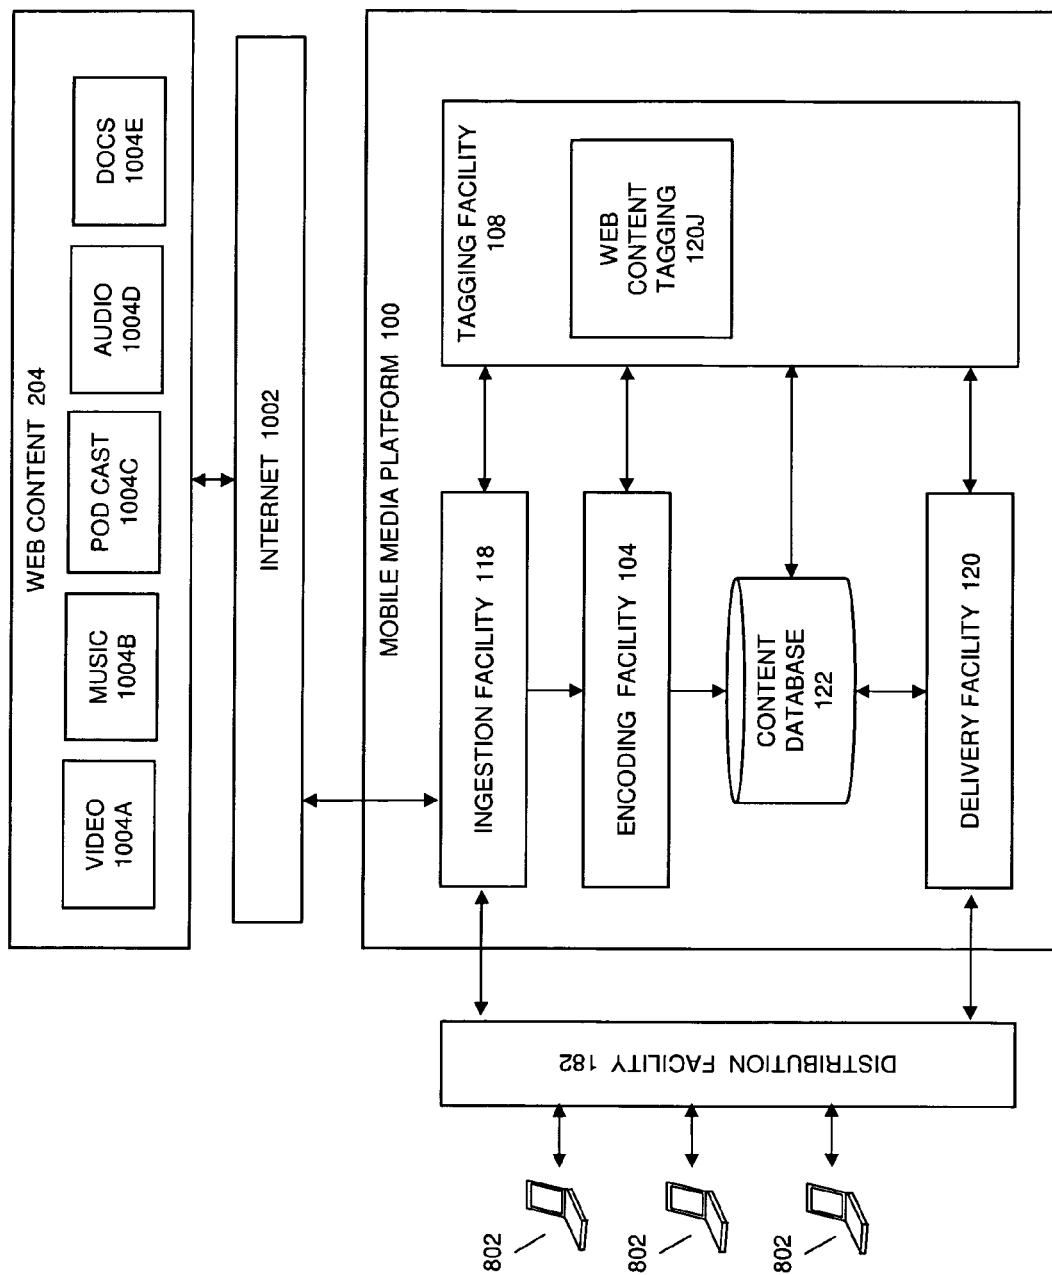 WEB CONTENT 204
VIDEO
1004A
MUSIC
1004B
POD CAST
1004C
AUDIO
1004D
DOCS
1004E
INTERNET 1002
MOBILE MEDIA PLATFORM 100
INGESTION FACILITY 118
ENCODING FACILITY 104
CONTENT
DATABASE
122
DELIVERY FACILITY 120
TAGGING FACILITY
108
WEB
CONTENT
TAGGING
120J
DISTRIBUTION FACILITY 182
802
802
802